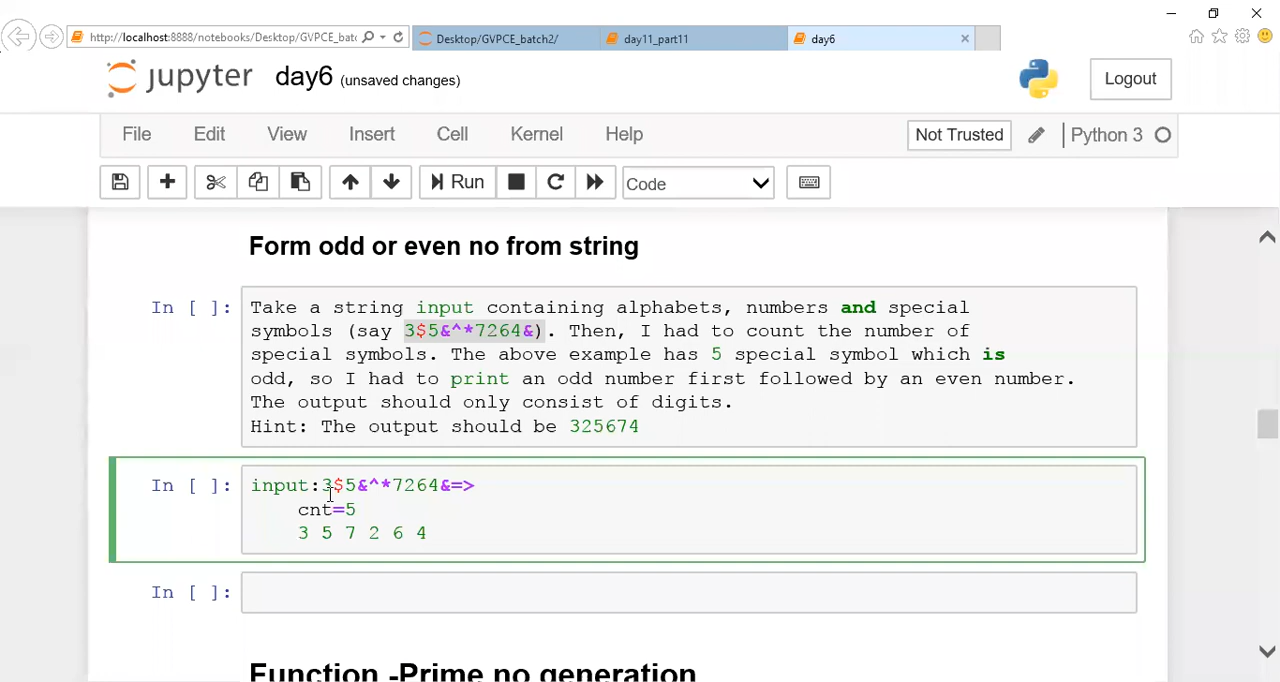 http://localhost:8888/notebooks/Desktop/GVPCE_batc
Desktop/GVPCE_batch2/
day11_part11
day6
jupyter day6 (unsaved changes)
Logout
File Edit View Insert Cell Kernel Help
Not Trusted
Python 3
Run
Code
Form odd or even no from string
In [ ]: Take a string input containing alphabets, numbers and special
symbols (say 3$5&^*7264&). Then, I had to count the number of
special symbols. The above example has 5 special symbol which is
odd, so I had to print an odd number first followed by an even number.
The output should only consist of digits.
Hint: The output should be 325674
In [ ]: input:3$5&^*7264&=>
cnt=5
3 5 7 2 6 4
In [ ]:
Function -Prime no generation